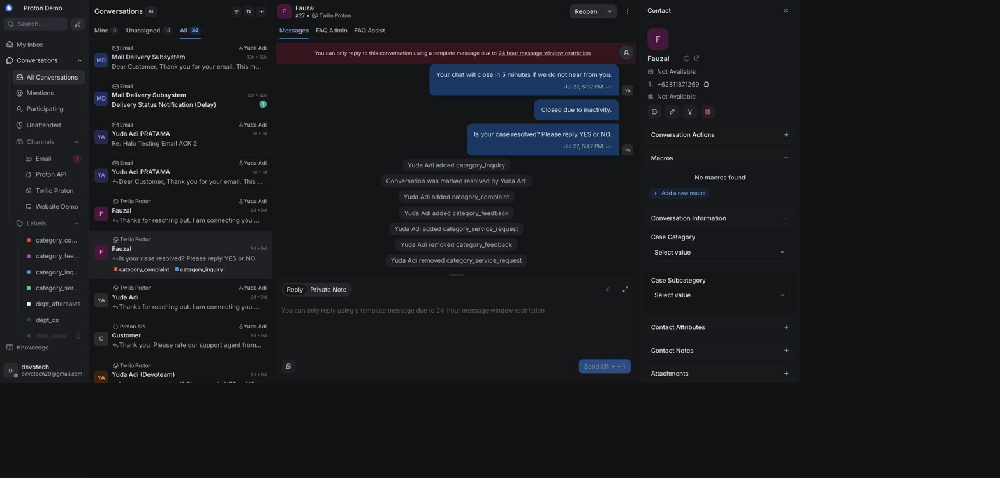 Proton Demo
Search...
My Inbox
Conversations
All Conversations
Mentions
Participating
Unattended
Channels
Email
!
Proton API
Twilio Proton
Website Demo
Labels
category_co...
category_fee...
category_inq...
category_ser...
dept_aftersales
dept_cs
dept_sales
Knowledge
D
devotech
devotech29@gmail.com
Conversations
All
Mine 0
Unassigned 14
All 34
Email
Yuda Adi
MD
Mail Delivery Subsystem
13h • 12h
Dear Customer, Thank you for your email. This m...
Email
MD
Mail Delivery Subsystem
12h • 12h
Delivery Status Notification (Delay)
1
Email
Yuda Adi
YA
Yuda Adi PRATAMA
1d • 1d
Re: Halo Testing Email ACK 2
Email
Yuda Adi
YA
Yuda Adi PRATAMA
1d • 1d
Dear Customer, Thank you for your email. This ...
Twilio Proton
Yuda Adi
F
Fauzal
9d • 9d
Thanks for reaching out. I am connecting you ...
Twilio Proton
F
Fauzal
9d • 9d
Is your case resolved? Please reply YES or NO.
category_complaint
category_inquiry
Twilio Proton
Yuda Adi
YA
Yuda Adi
9d • 9d
Thanks for reaching out. I am connecting you ...
{} Proton API
Yuda Adi
C
Customer
9d • 9d
Thank you. Please rate our support agent from...
Twilio Proton
YA
Yuda Adi (Devoteam)
9d • 9d
F
Fauzal
#27 • Twilio Proton
Reopen
Messages
FAQ Admin
FAQ Assist
You can only reply to this conversation using a template message due to 24 hour message window restriction
Your chat will close in 5 minutes if we do not hear from you.
Jul 27, 5:32 PM
YA
Closed due to inactivity.
Is your case resolved? Please reply YES or NO.
Jul 27, 5:42 PM
YA
Yuda Adi added category_inquiry
Conversation was marked resolved by Yuda Adi
Yuda Adi added category_complaint
Yuda Adi added category_feedback
Yuda Adi added category_service_request
Yuda Adi removed category_feedback
Yuda Adi removed category_service_request
Reply
Private Note
You can only reply using a template message due to 24-hour message window restriction
Send (⌘ + ↵)
Contact
F
Fauzal
Not Available
+62811871269
Not Available
Conversation Actions
Macros
No macros found
+ Add a new macro
Conversation Information
Case Category
Select value
Case Subcategory
Select value
Contact Attributes
Contact Notes
Attachments